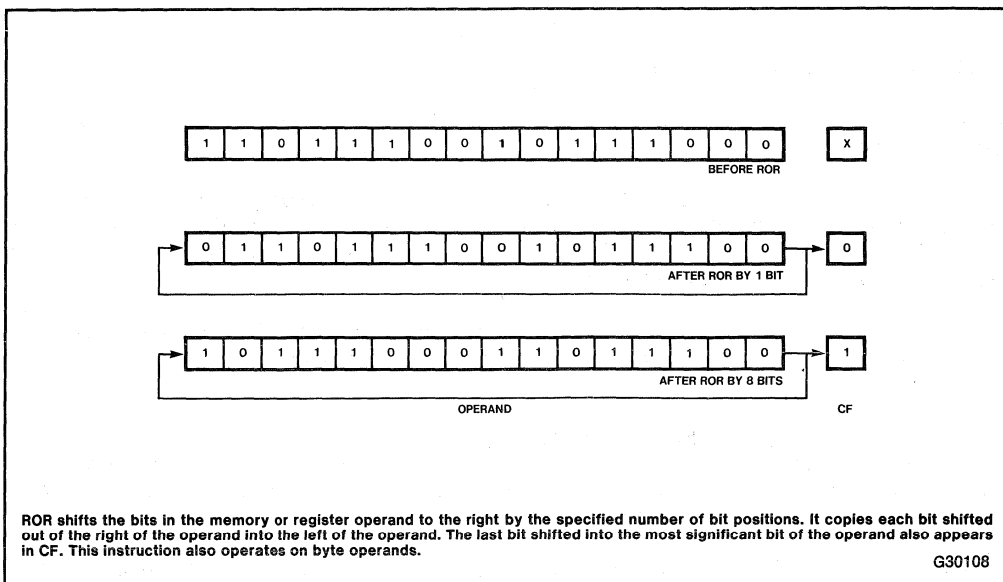 1 1 0 1 1 1 0 0 1 0 1 1 1 0 0 0 X
BEFORE ROR
0 1 1 0 1 1 1 0 0 1 0 1 1 1 0 0 0
AFTER ROR BY 1 BIT
1 0 1 1 1 0 0 0 1 1 0 1 1 1 0 0 1
AFTER ROR BY 8 BITS
OPERAND CF
ROR shifts the bits in the memory or register operand to the right by the specified number of bit positions. It copies each bit shifted
out of the right of the operand into the left of the operand. The last bit shifted into the most significant bit of the operand also appears
in CF. This instruction also operates on byte operands.
G30108